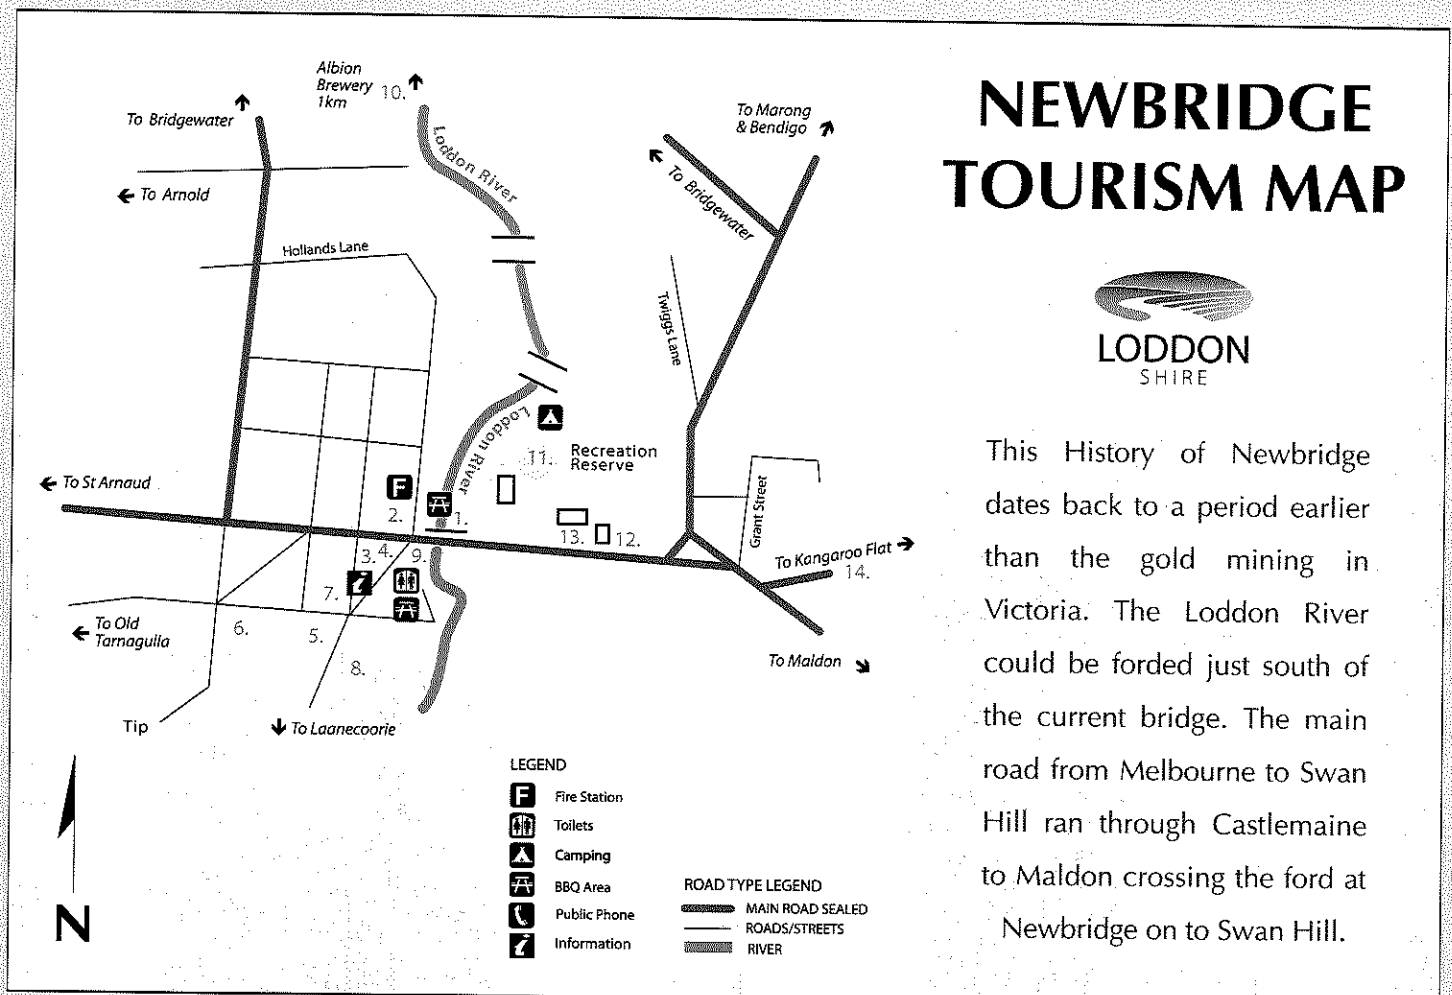 NEWBRIDGE
TOURISM MAP
LODDON
SHIRE
This History of Newbridge
dates back to a period earlier
than the gold mining in
Victoria. The Loddon River
could be forded just south of
the current bridge. The main
road from Melbourne to Swan
Hill ran through Castlemaine
to Maldon crossing the ford at
Newbridge on to Swan Hill.
Albion
Brewery
1km
10.
To Bridgewater
To Arnold
Loddon River
To Marong
& Bendigo
To Bridgewater
Hollands Lane
Twiggs Lane
Loddon River
11.
Recreation
Reserve
To St Arnaud
F
2.
1.
Grant Street
13.
12.
3.
4.
9.
To Kangaroo Flat
14.
7.
i
To Old
Tarnagulla
6.
5.
8.
To Maldon
Tip
To Laanecoorie
N
LEGEND
F Fire Station
Toilets
Camping
BBQ Area
Public Phone
i Information
ROAD TYPE LEGEND
MAIN ROAD SEALED
ROADS/STREETS
RIVER